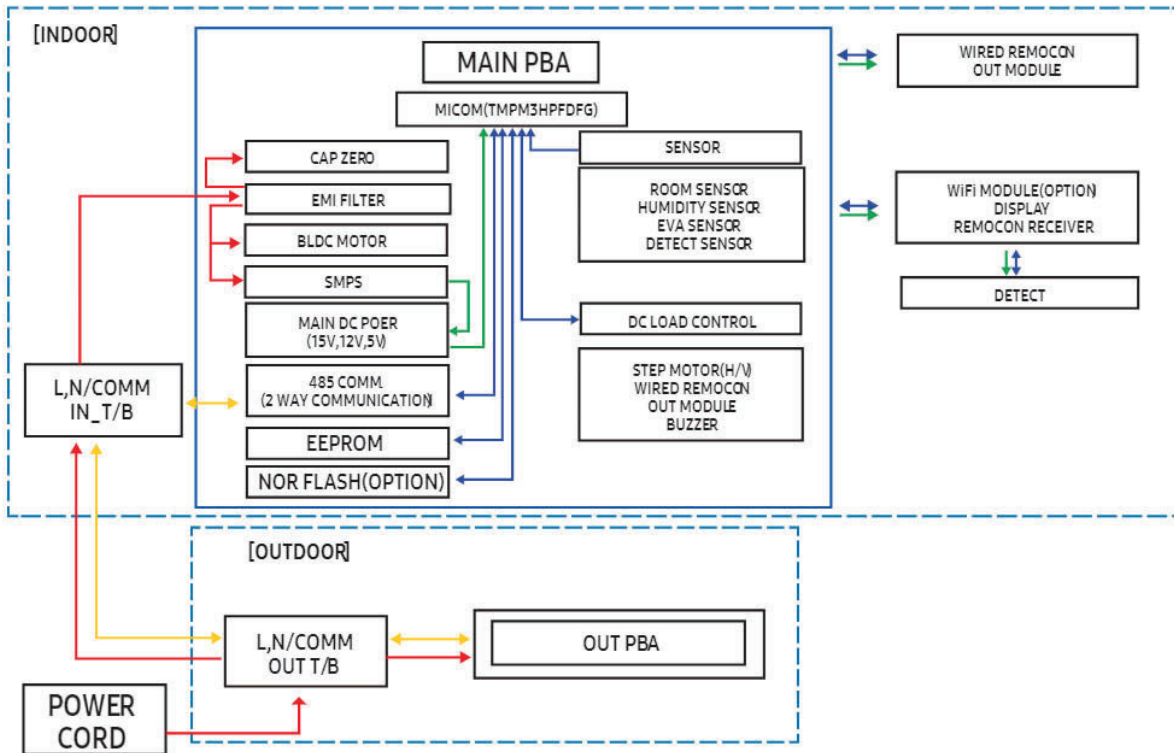 [INDOOR]
MAIN PBA
MICOM(TMPM3HPFDFG)
CAP ZERO
EMI FILTER
BLDC MOTOR
SMPS
MAIN DC POER
(15V,12V,5V)
485 COMM.
(2 WAY COMMUNICATION)
EEPROM
NOR FLASH(OPTION)
SENSOR
ROOM SENSOR
HUMIDITY SENSOR
EVA SENSOR
DETECT SENSOR
DC LOAD CONTROL
STEP MOTOR(H/V)
WIRED REMOCON
OUT MODULE
BUZZER
WIRED REMOCON
OUT MODULE
WiFi MODULE(OPTION)
DISPLAY
REMOCON RECEIVER
DETECT
L,N/COMM
IN_T/B
[OUTDOOR]
L,N/COMM
OUT T/B
OUT PBA
POWER
CORD